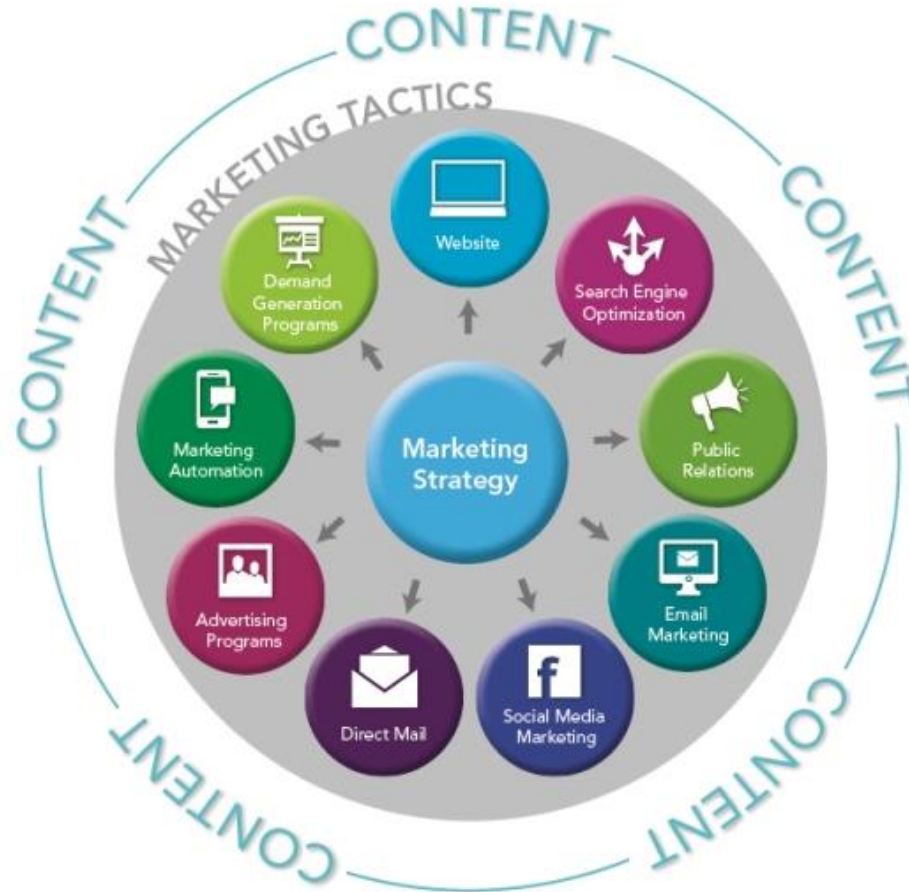 CONTENT
MARKETING TACTICS
CONTENT
CONTENT
Website
Demand
Generation
Programs
Search Engine
Optimization
Marketing
Automation
Marketing
Strategy
Public
Relations
Advertising
Programs
Email
Marketing
Direct Mail
f
Social Media
Marketing
CONTENT
CONTENT